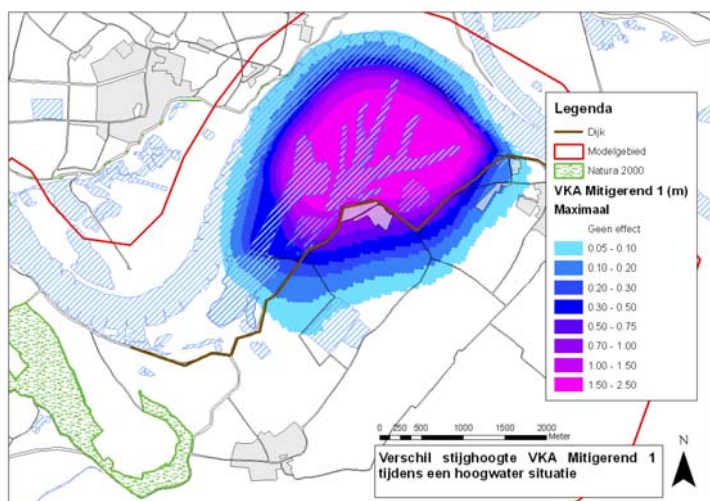 Legenda
Dijk
Modelgebied
Natura 2000
VKA Mitigerend 1 (m)
Maximaal
Geen effect
0.05 - 0.10
0.10 - 0.20
0.20 - 0.30
0.30 - 0.50
0.50 - 0.75
0.70 - 1.00
1.00 - 1.50
1.50 - 2.50
0 250 500 1000 1500 2000
Meter
Verschil stijghoogte VKA Mitigerend 1
tijdens een hoogwater situatie
N